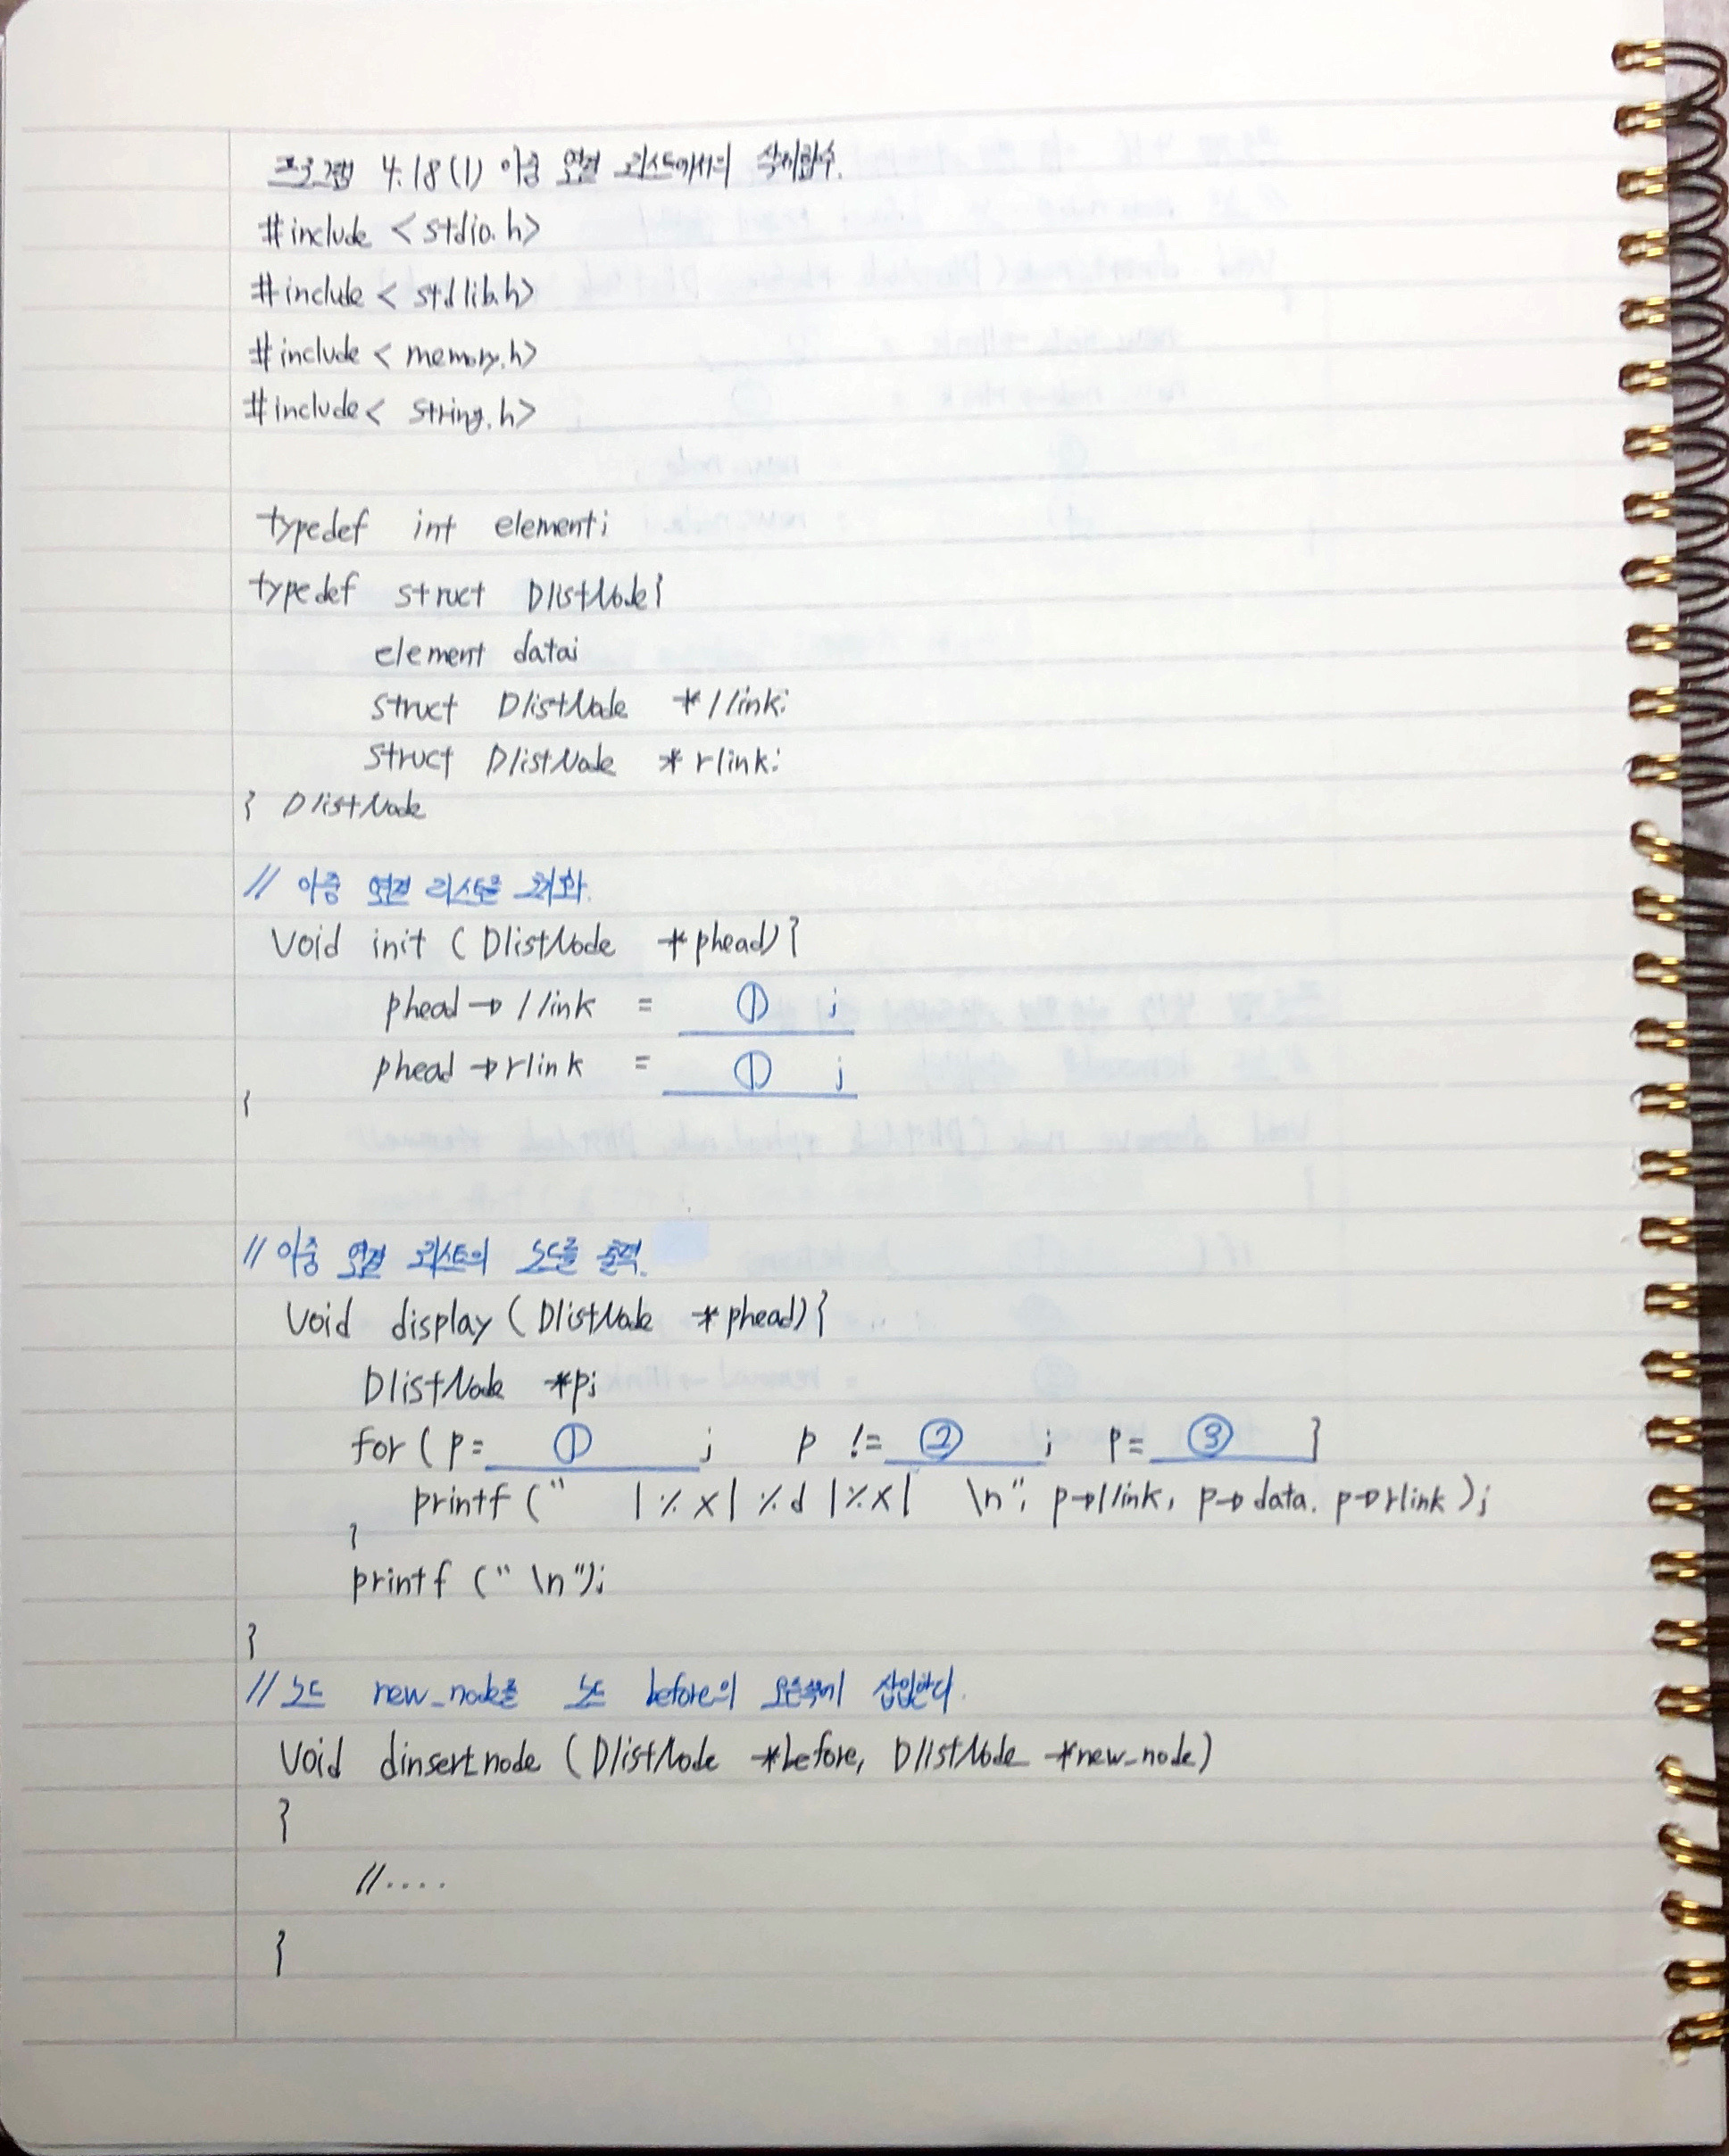 프로그램 4.18(1) 이중 연결 리스트에서의 삭제함수.
#include <stdio.h>
#include < stdlib.h>
#include < memory.h>
#include< string.h>
typedef int element;
typedef struct DlistNode{
element data;
struct DlistNode *llink;
struct DlistNode *rlink;
} DlistNode
// 이중 연결 리스트를
void init ( DlistNode *phead){
phead→llink = ① ;
phead→rlink = ① ;
}
// 이중 연결 리스트의 노드를 출력.
void display ( DlistNode *phead){
DlistNode *p;
for ( p= ① ; p != ② ; p= ③ }
printf (" |%x| %d |%x| \n", p→llink, p→data. p→rlink );
}
printf (" \n");
}
// 노드 new_node를 노드 before의 오른쪽에 삽입한다.
void dinsert_node ( DlistNode *before, DlistNode *new_node)
}
//....
}